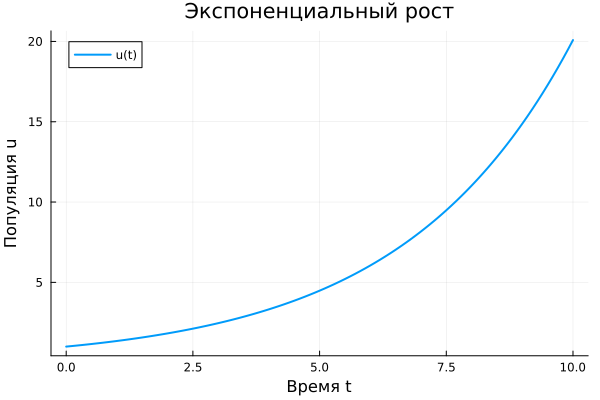 Экспоненциальный рост
u(t)
Популяция u
20
15
10
5
0.0 2.5 5.0 7.5 10.0
Время t